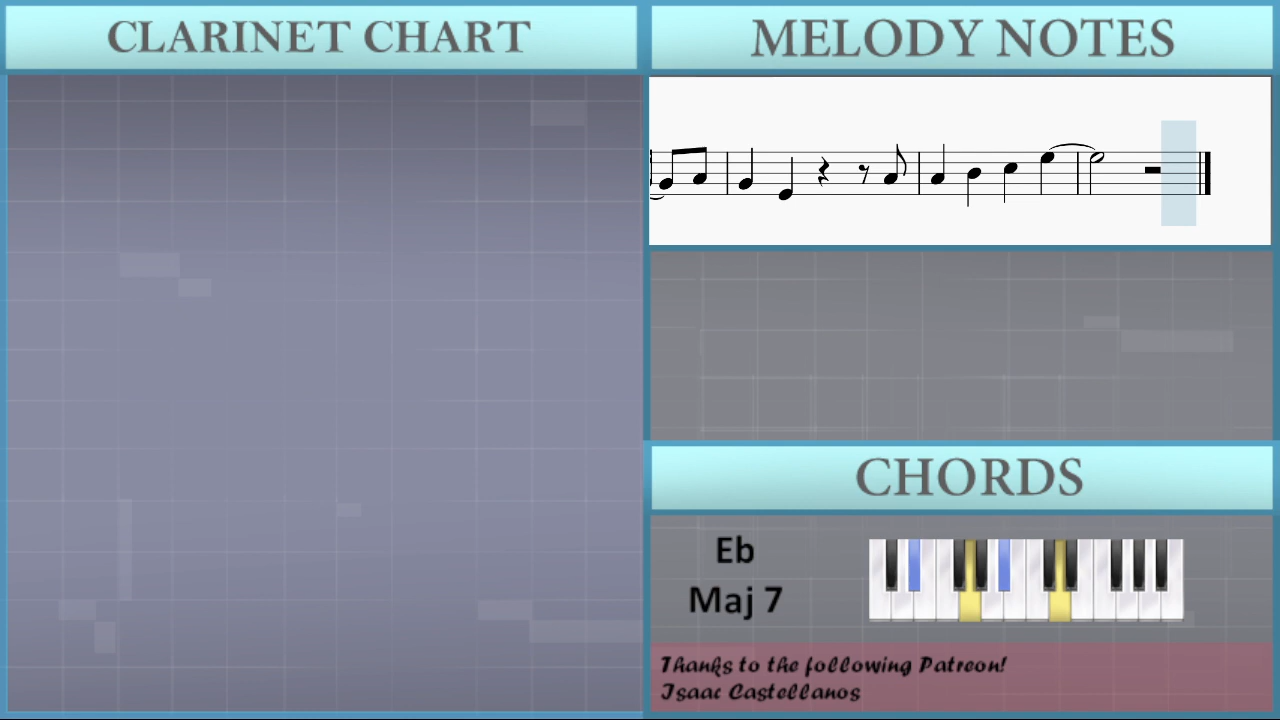 CLARINET CHART
MELODY NOTES
CHORDS
Eb
Maj 7
Thanks to the following Patreon!
Isaac Castellanos